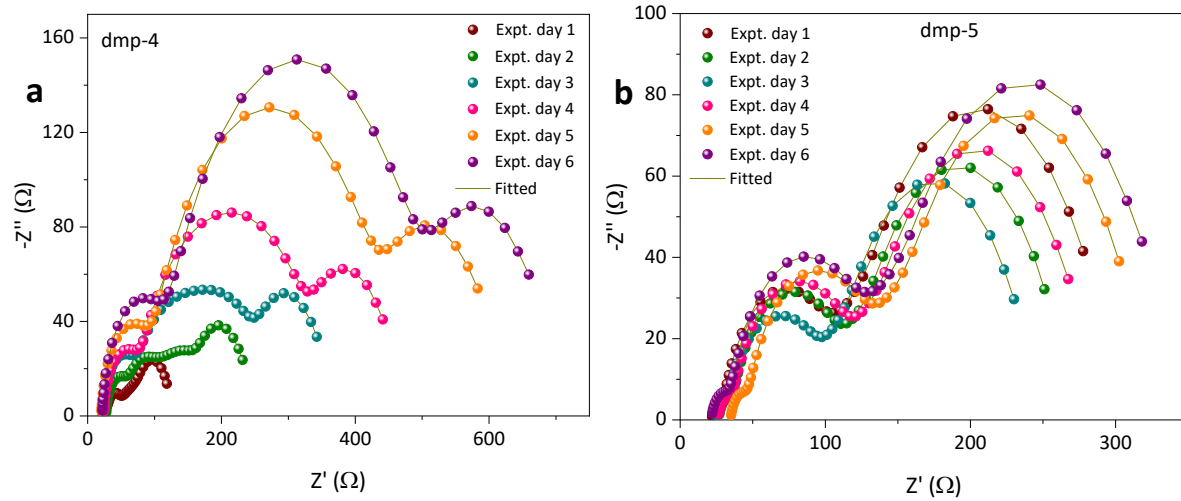 a
dmp-4
Expt. day 1
Expt. day 2
Expt. day 3
Expt. day 4
Expt. day 5
Expt. day 6
Fitted
-Z'' (Ω)
160
120
80
40
0
0 200 400 600
Z' (Ω)
b
dmp-5
Expt. day 1
Expt. day 2
Expt. day 3
Expt. day 4
Expt. day 5
Expt. day 6
Fitted
-Z'' (Ω)
100
80
60
40
20
0
0 100 200 300
Z' (Ω)